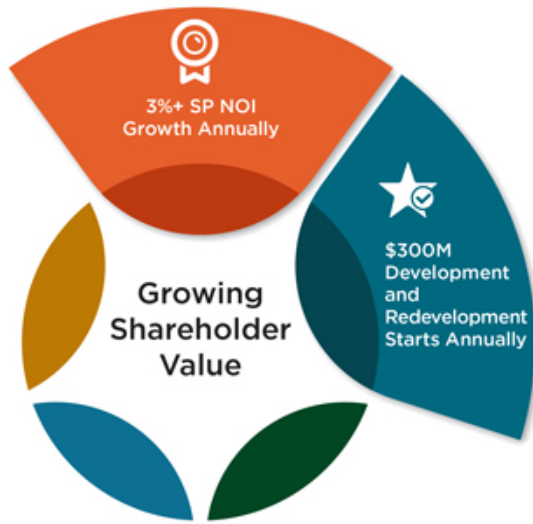 3%+ SP NOI
Growth Annually
$300M
Development
and
Redevelopment
Starts Annually
Growing
Shareholder
Value